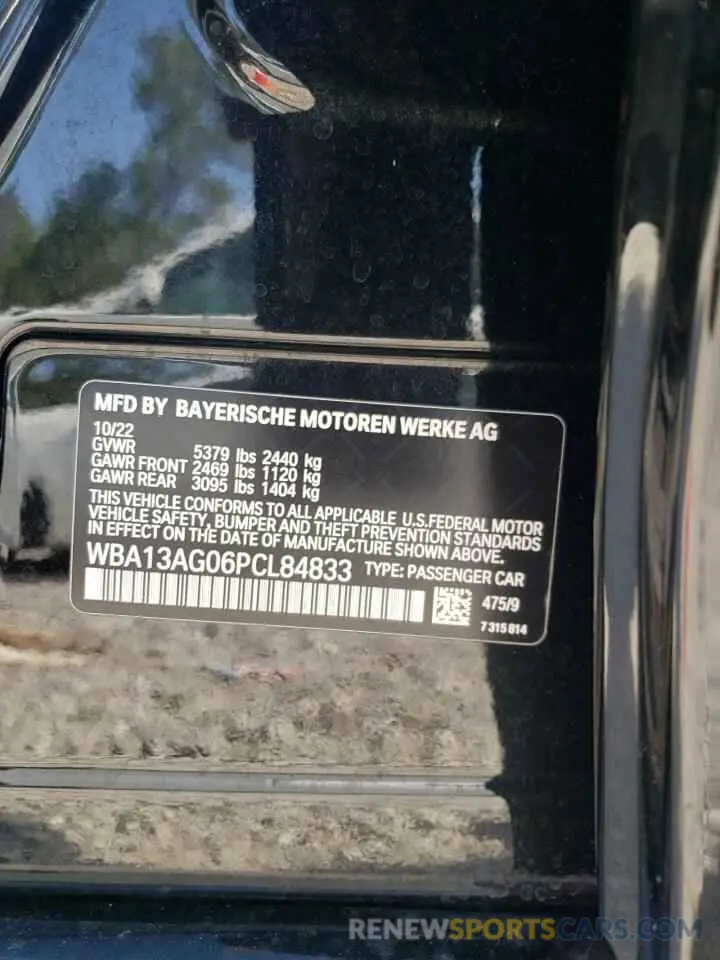 MFD BY BAYERISCHE MOTOREN WERKE AG
10/22
GVWR 5379 lbs 2440 kg
GAWR FRONT 2469 lbs 1120 kg
GAWR REAR 3095 lbs 1404 kg
THIS VEHICLE CONFORMS TO ALL APPLICABLE U.S.FEDERAL MOTOR
VEHICLE SAFETY, BUMPER AND THEFT PREVENTION STANDARDS
IN EFFECT ON THE DATE OF MANUFACTURE SHOWN ABOVE.
WBA13AG06PCL84833 TYPE: PASSENGER CAR
475/9
7315814
RENEWSPORTSCARS.COM